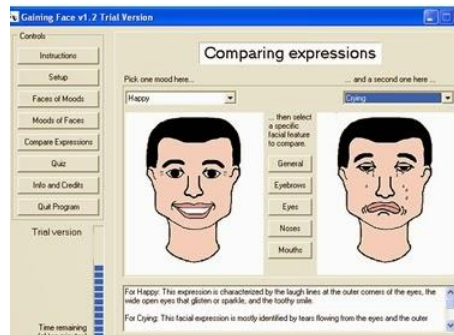 Gaining Face v1.2 Trial Version
Controls
Instructions
Setup
Faces of Moods
Moods of Faces
Compare Expressions
Quiz
Info and Credits
Quit Program
Trial version
Time remaining
Comparing expressions
Pick one mood here...
... and a second one here ...
Happy
Crying
... then select
a specific
facial feature
to compare.
General
Eyebrows
Eyes
Noses
Mouths
For Happy: This expression is characterized by the laugh lines at the outer corners of the eyes, the
wide open eyes that glisten or sparkle, and the toothy smile.
For Crying: This facial expression is mostly identified by tears flowing from the eyes and the outer